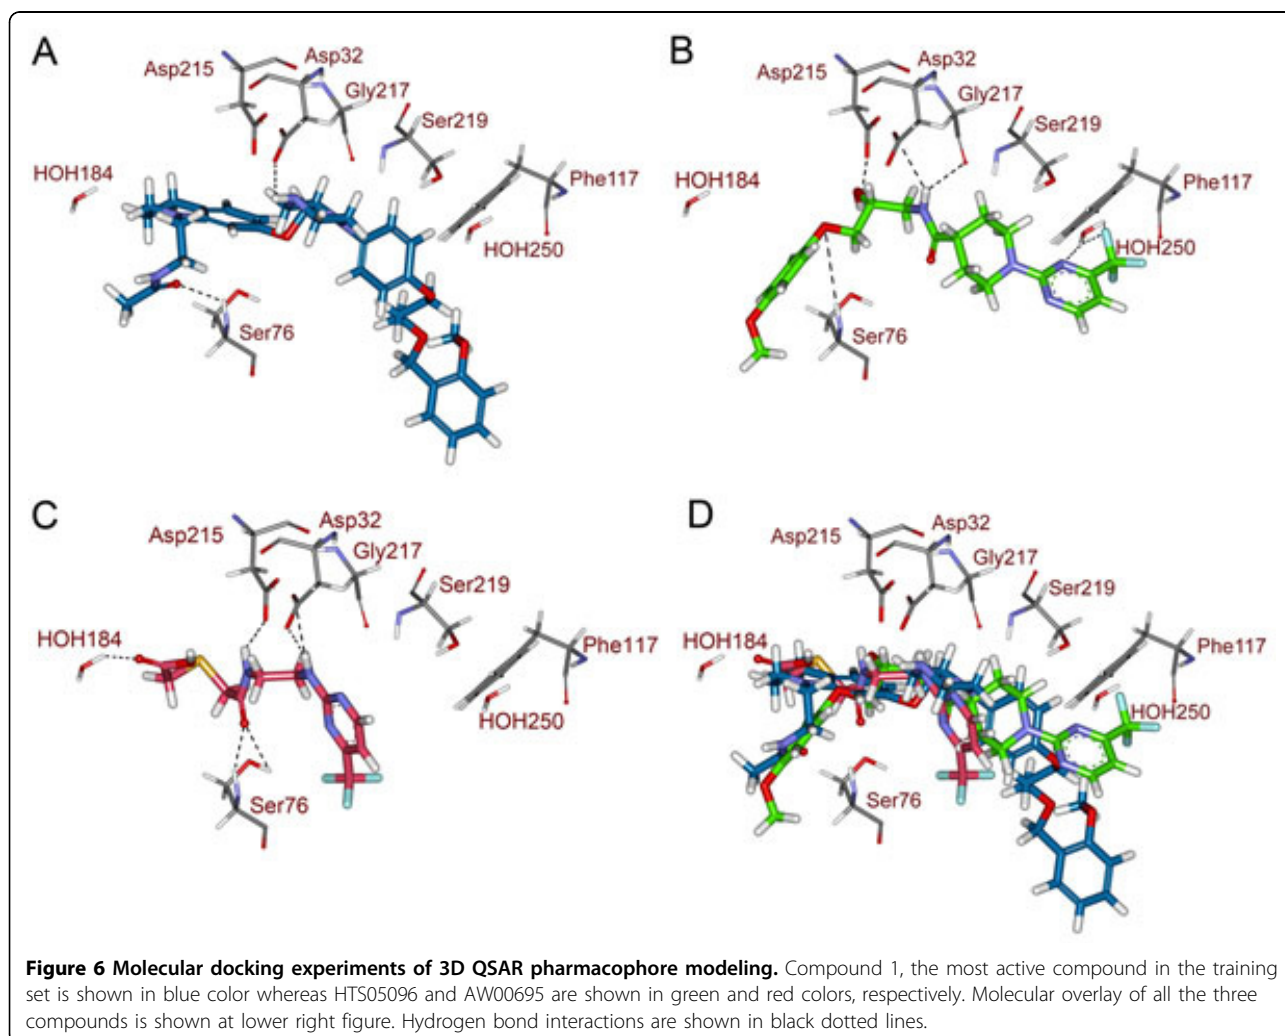 A
Asp32
Asp215
Gly217
Ser219
HOH184
Phe117
HOH250
Ser76
B
Asp32
Asp215
Gly217
Ser219
HOH184
Phe117
HOH250
Ser76
C
Asp32
Asp215
Gly217
Ser219
HOH184
Phe117
HOH250
Ser76
D
Asp32
Asp215
Gly217
Ser219
HOH184
Phe117
HOH250
Ser76
Figure 6 Molecular docking experiments of 3D QSAR pharmacophore modeling. Compound 1, the most active compound in the training
set is shown in blue color whereas HTS05096 and AW00695 are shown in green and red colors, respectively. Molecular overlay of all the three
compounds is shown at lower right figure. Hydrogen bond interactions are shown in black dotted lines.